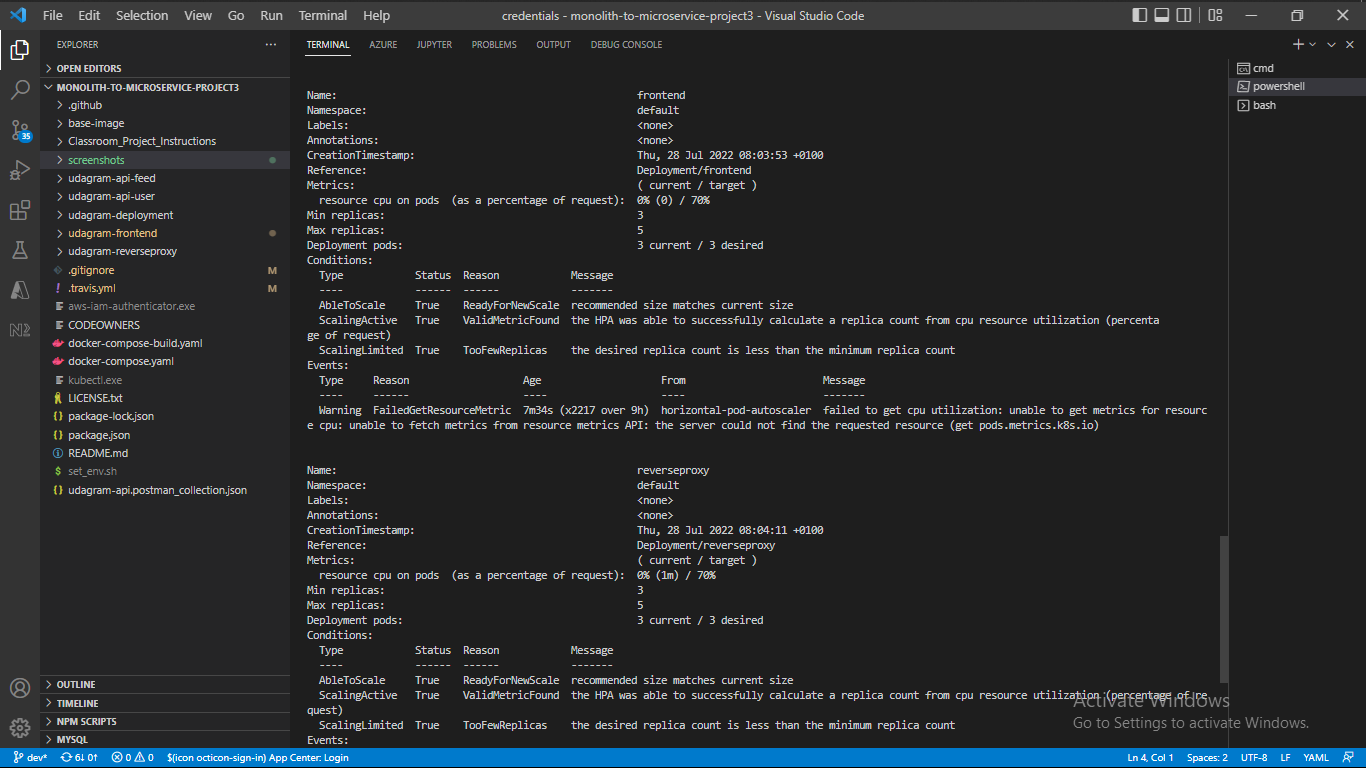 File Edit Selection View Go Run Terminal Help credentials - monolith-to-microservice-project3 - Visual Studio Code
EXPLORER ...
OPEN EDITORS
MONOLITH-TO-MICROSERVICE-PROJECT3
.github
base-image
Classroom_Project_Instructions
screenshots
udagram-api-feed
udagram-api-user
udagram-deployment
udagram-frontend
udagram-reverseproxy
.gitignore M
.travis.yml M
aws-iam-authenticator.exe
CODEOWNERS
docker-compose-build.yaml
docker-compose.yaml
kubectl.exe
LICENSE.txt
package-lock.json
package.json
README.md
set_env.sh
udagram-api.postman_collection.json
OUTLINE
TIMELINE
NPM SCRIPTS
MYSQL
35
TERMINAL AZURE JUPYTER PROBLEMS OUTPUT DEBUG CONSOLE
Name: frontend
Namespace: default
Labels: <none>
Annotations: <none>
CreationTimestamp: Thu, 28 Jul 2022 08:03:53 +0100
Reference: Deployment/frontend
Metrics: ( current / target )
resource cpu on pods (as a percentage of request): 0% (0) / 70%
Min replicas: 3
Max replicas: 5
Deployment pods: 3 current / 3 desired
Conditions:
Type Status Reason Message
---- ------ ------ -------
AbleToScale True ReadyForNewScale recommended size matches current size
ScalingActive True ValidMetricFound the HPA was able to successfully calculate a replica count from cpu resource utilization (percenta
ge of request)
ScalingLimited True TooFewReplicas the desired replica count is less than the minimum replica count
Events:
Type Reason Age From Message
---- ------ ---- ---- -------
Warning FailedGetResourceMetric 7m34s (x2217 over 9h) horizontal-pod-autoscaler failed to get cpu utilization: unable to get metrics for resourc
e cpu: unable to fetch metrics from resource metrics API: the server could not find the requested resource (get pods.metrics.k8s.io)
Name: reverseproxy
Namespace: default
Labels: <none>
Annotations: <none>
CreationTimestamp: Thu, 28 Jul 2022 08:04:11 +0100
Reference: Deployment/reverseproxy
Metrics: ( current / target )
resource cpu on pods (as a percentage of request): 0% (1m) / 70%
Min replicas: 3
Max replicas: 5
Deployment pods: 3 current / 3 desired
Conditions:
Type Status Reason Message
---- ------ ------ -------
AbleToScale True ReadyForNewScale recommended size matches current size
ScalingActive True ValidMetricFound the HPA was able to successfully calculate a replica count from cpu resource utilization (percentage of re
quest)
ScalingLimited True TooFewReplicas the desired replica count is less than the minimum replica count
Events:
cmd
powershell
bash
Activate Windows
Go to Settings to activate Windows.
dev* 6↓ 0↑ 0 0 $(icon octicon-sign-in) App Center: Login Ln 4, Col 1 Spaces: 2 UTF-8 LF YAML